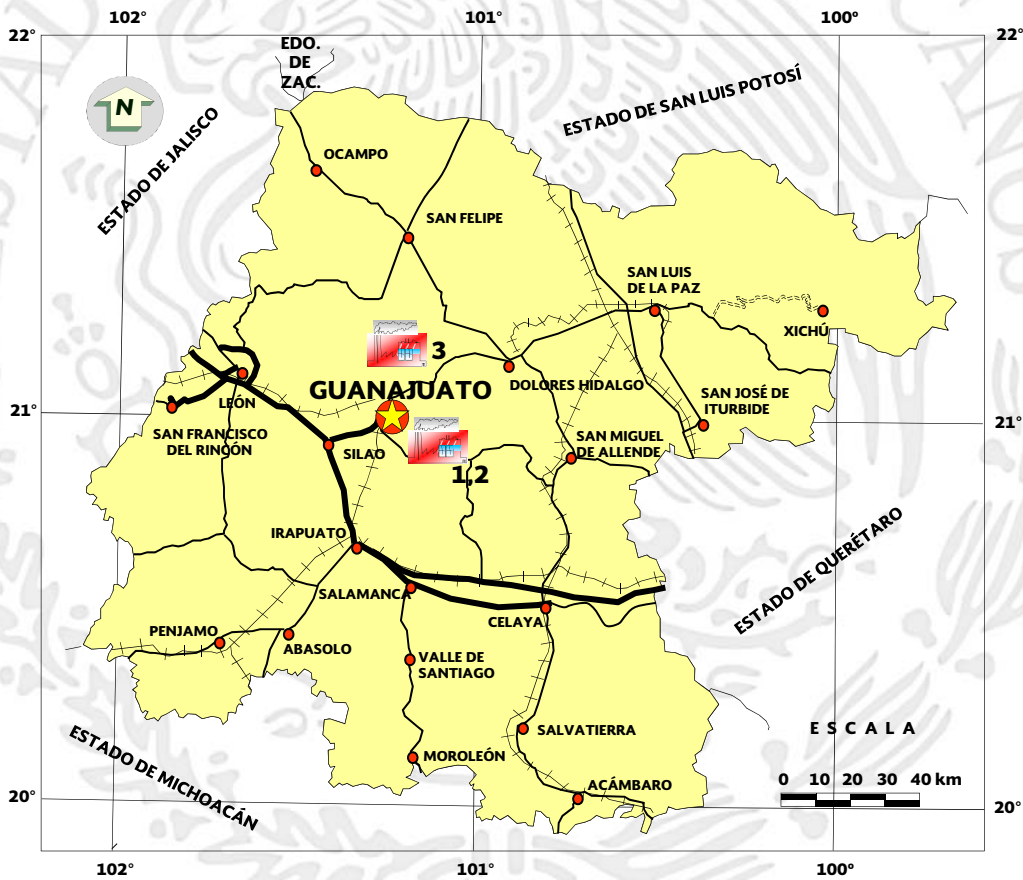 102°
101°
100°
22°
22°
EDO.
DE
ZAC.
ESTADO DE SAN LUIS POTOSÍ
N
ESTADO DE JALISCO
OCAMPO
SAN FELIPE
SAN LUIS
DE LA PAZ
XICHÚ
3
GUANAJUATO
DOLORES HIDALGO
SAN JOSÉ DE
ITURBIDE
LEÓN
21°
21°
SAN FRANCISCO
DEL RINCÓN
SILAO
SAN MIGUEL
DE ALLENDE
1,2
IRAPUATO
ESTADO DE QUERÉTARO
SALAMANCA
CELAYA
PENJAMO
ABASOLO
VALLE DE
SANTIAGO
SALVATIERRA
MOROLEÓN
ACÁMBARO
ESTADO DE MICHOACÁN
E S C A L A
0 10 20 30 40 km
20°
20°
102°
101°
100°